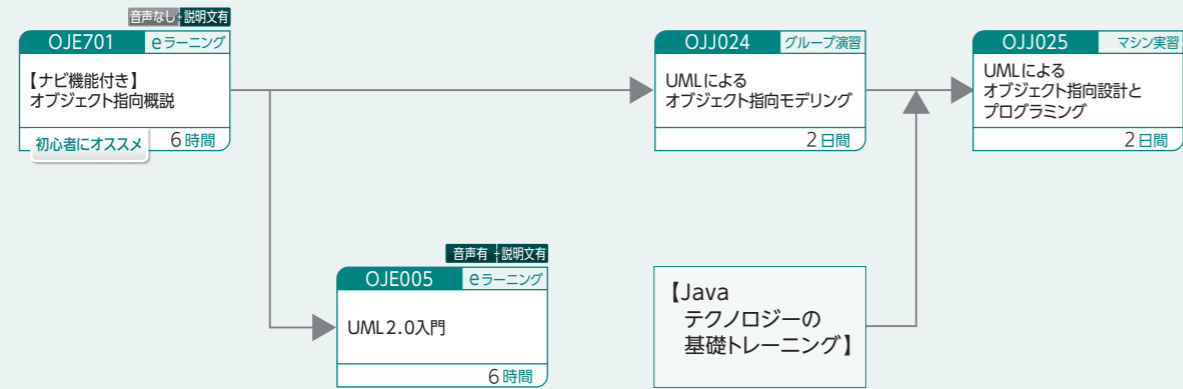 音声なし+説明文有
OJE701 eラーニング
【ナビ機能付き】
オブジェクト指向概説
初心者にオススメ 6時間
OJJ024 グループ演習
UMLによる
オブジェクト指向モデリング
2日間
OJJ025 マシン実習
UMLによる
オブジェクト指向設計と
プログラミング
2日間
音声有+説明文有
OJE005 eラーニング
UML2.0入門
6時間
【Java
テクノロジーの
基礎トレーニング】